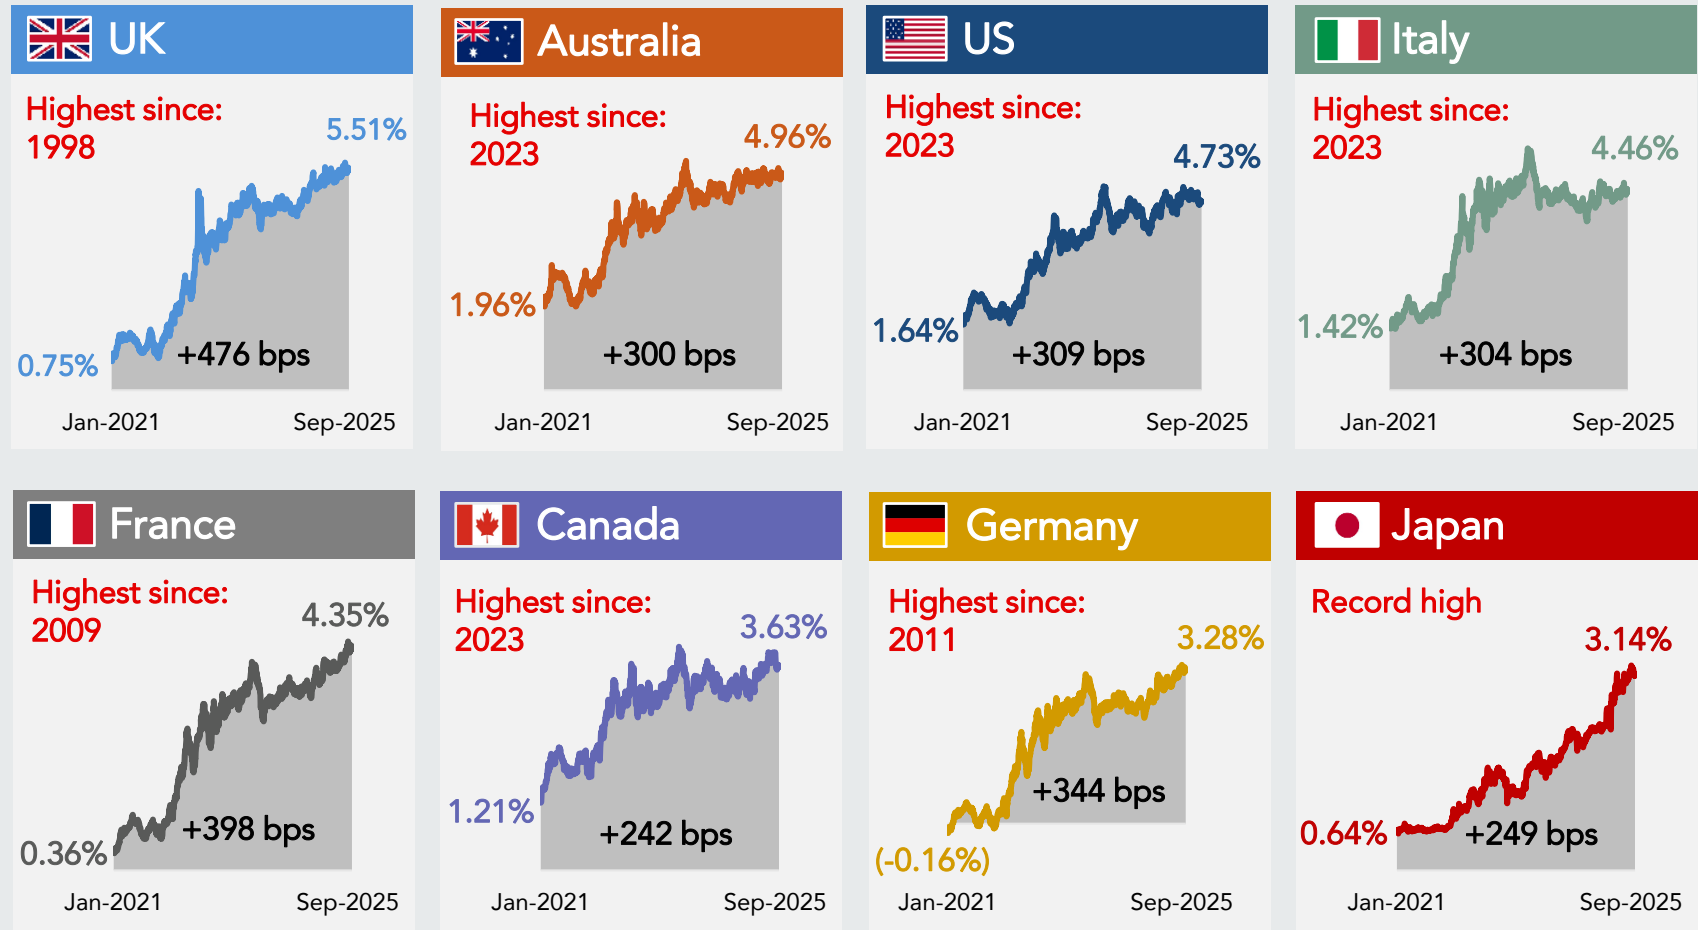 UK
Highest since:
1998
5.51%
0.75%
+476 bps
Jan-2021
Sep-2025
Australia
Highest since:
2023
4.96%
1.96%
+300 bps
Jan-2021
Sep-2025
US
Highest since:
2023
4.73%
1.64%
+309 bps
Jan-2021
Sep-2025
Italy
Highest since:
2023
4.46%
1.42%
+304 bps
Jan-2021
Sep-2025
France
Highest since:
2009
4.35%
0.36%
+398 bps
Jan-2021
Sep-2025
Canada
Highest since:
2023
3.63%
1.21%
+242 bps
Jan-2021
Sep-2025
Germany
Highest since:
2011
3.28%
+344 bps
(-0.16%)
Jan-2021
Sep-2025
Japan
Record high
3.14%
0.64%
+249 bps
Jan-2021
Sep-2025